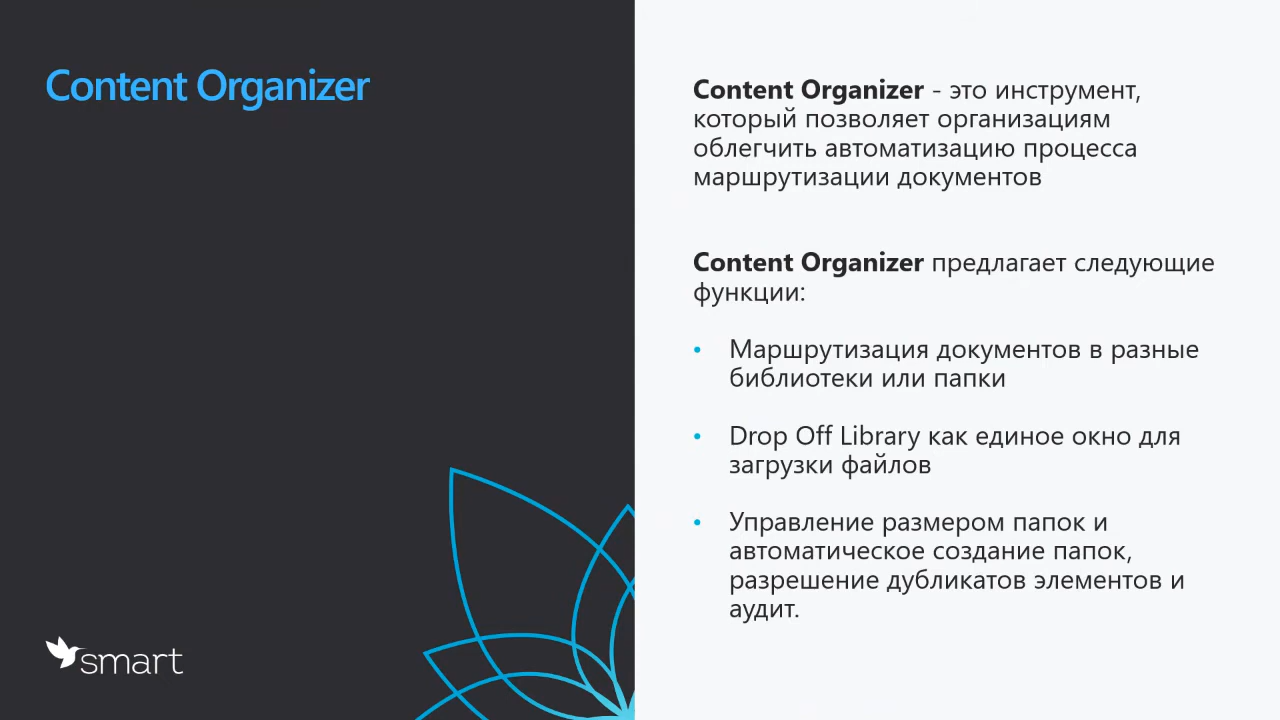 Content Organizer
Content Organizer - это инструмент,
который позволяет организациям
облегчить автоматизацию процесса
маршрутизации документов
Content Organizer предлагает следующие
функции:
• Маршрутизация документов в разные
библиотеки или папки
• Drop Off Library как единое окно для
загрузки файлов
• Управление размером папок и
автоматическое создание папок,
разрешение дубликатов элементов и
аудит.
smart